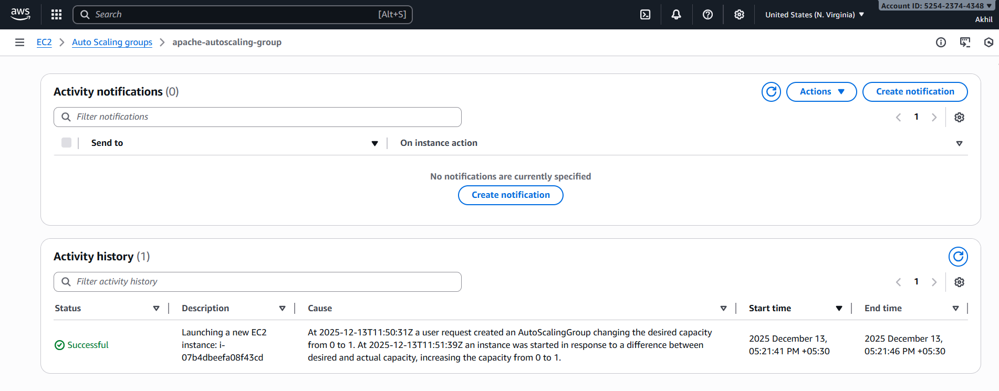 aws
Search [Alt+S]
United States (N. Virginia)
Account ID: 5254-2374-4348
Akhil
EC2 Auto Scaling groups apache-autoscaling-group
Activity notifications (0)
Actions Create notification
Filter notifications
1
Send to On instance action
No notifications are currently specified
Create notification
Activity history (1)
Filter activity history
1
Status Description Cause Start time End time
Successful
Launching a new EC2
instance: i-
07b4dbeefa08f43cd
At 2025-12-13T11:50:31Z a user request created an AutoScalingGroup changing the desired capacity
from 0 to 1. At 2025-12-13T11:51:39Z an instance was started in response to a difference between
desired and actual capacity, increasing the capacity from 0 to 1.
2025 December 13,
05:21:41 PM +05:30
2025 December 13,
05:21:46 PM +05:30